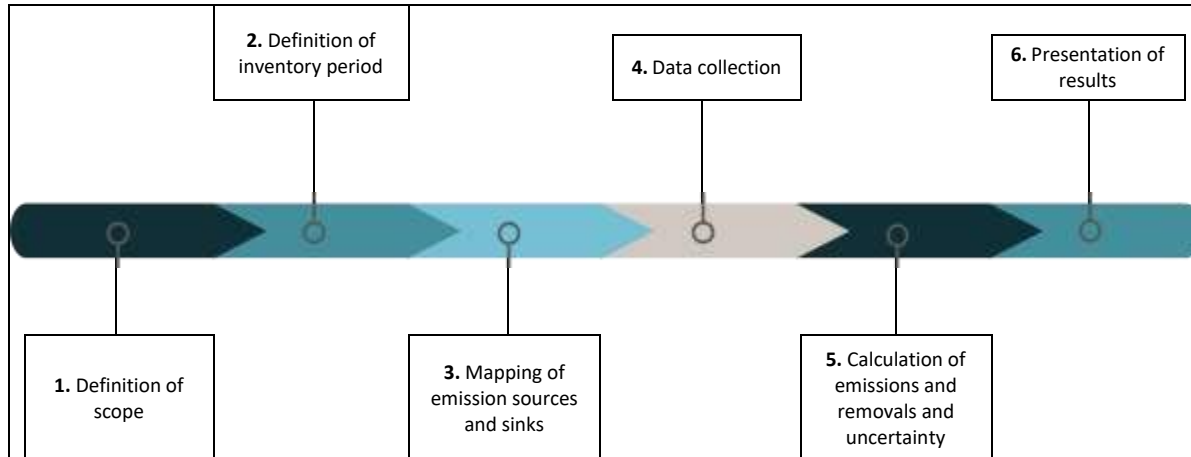 1. Definition of
scope
2. Definition of
inventory period
3. Mapping of
emission sources
and sinks
4. Data collection
5. Calculation of
emissions and
removals and
uncertainty
6. Presentation of
results